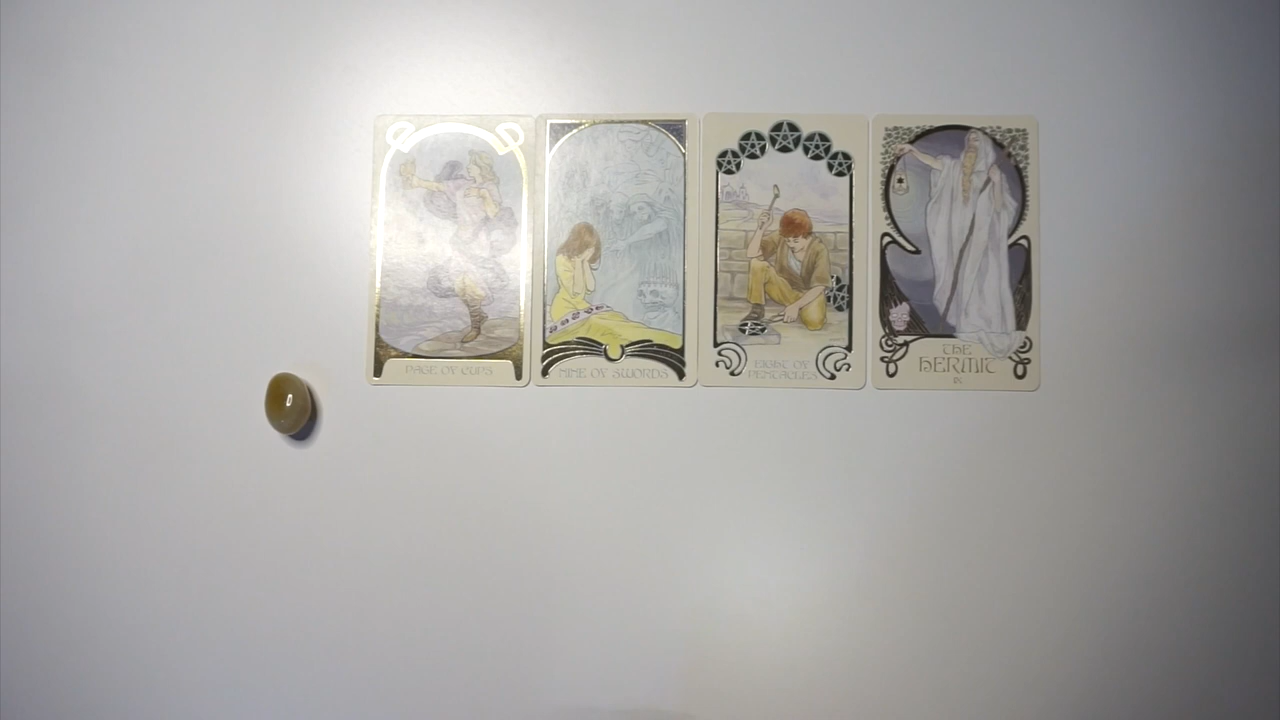 PAGE OF CUPS
NINE OF SWORDS
EIGHT OF
PENTACLES
THE
HERMIT
IX